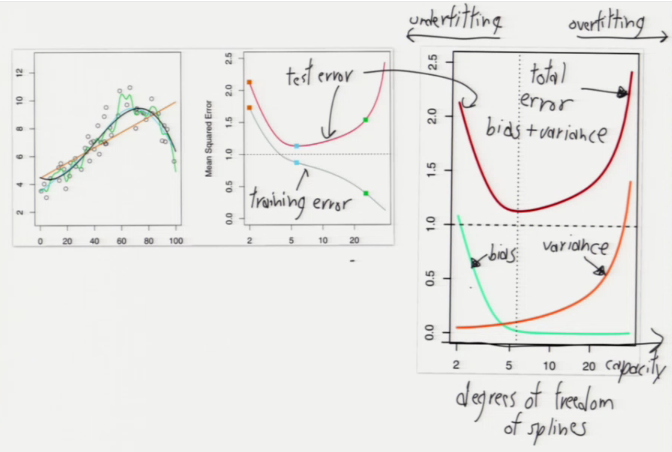 underfitting
overfitting
12
10
8
6
4
2
0 20 40 60 80 100
Mean Squared Error
2.5
2.0
1.5
1.0
0.5
0.0
2 5 10 20
test error
training error
2.5
2.0
1.5
1.0
0.5
0.0
total
error
bias + variance
bias
variance
2 5 10 20 capacity
degrees of freedom
of splines